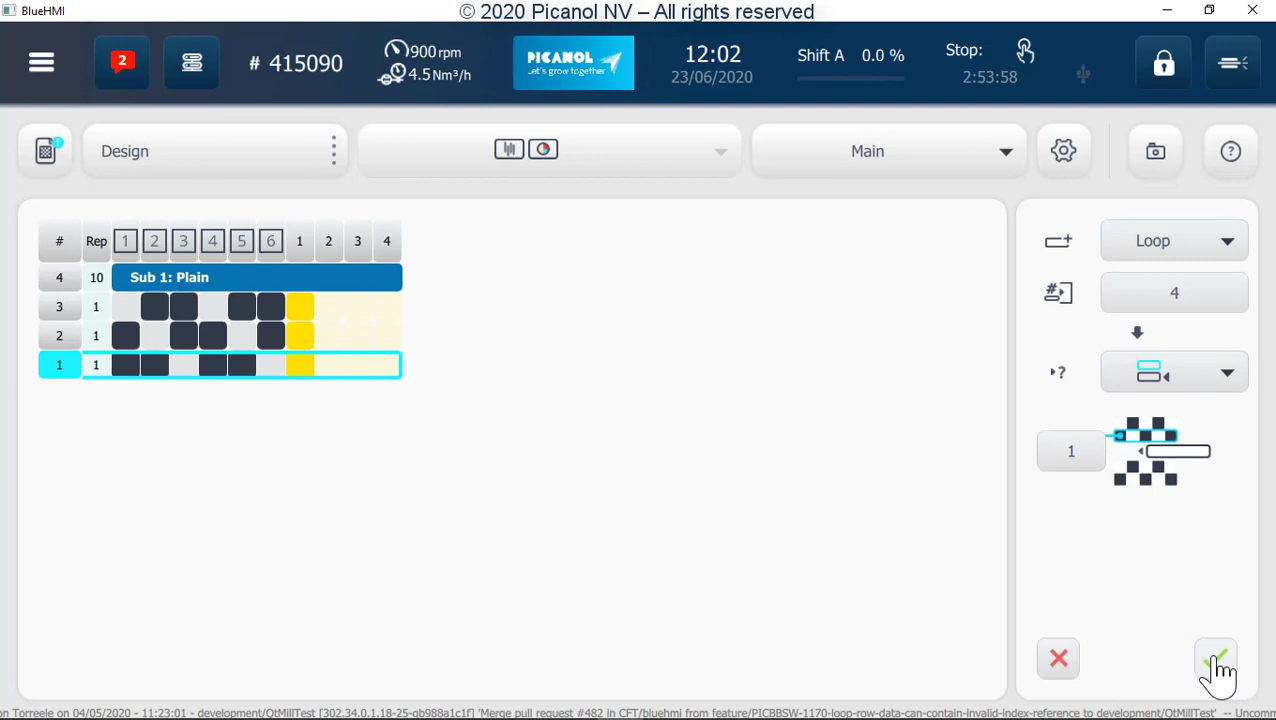 BlueHMI
© 2020 Picanol NV – All rights reserved
2
# 415090
900 rpm
4.5 Nm³/h
PICANOL
Let's grow together
12:02
23/06/2020
Shift A 0.0 %
Stop:
2:53:58
Design
Main
?
# Rep 1 2 3 4 5 6 1 2 3 4
4 10 Sub 1: Plain
3 1
2 1
1 1
Loop
# 4
?
1
on Torreele on 04/05/2020 - 11:23:01 - development/QtMillTest [302.34.0.1.18-25-gb988a1c1f] 'Merge pull request #482 in CFT/bluehmi from feature/PICBBSW-1170-loop-row-data-can-contain-invalid-index-reference to development/QtMillTest' -- Uncomm